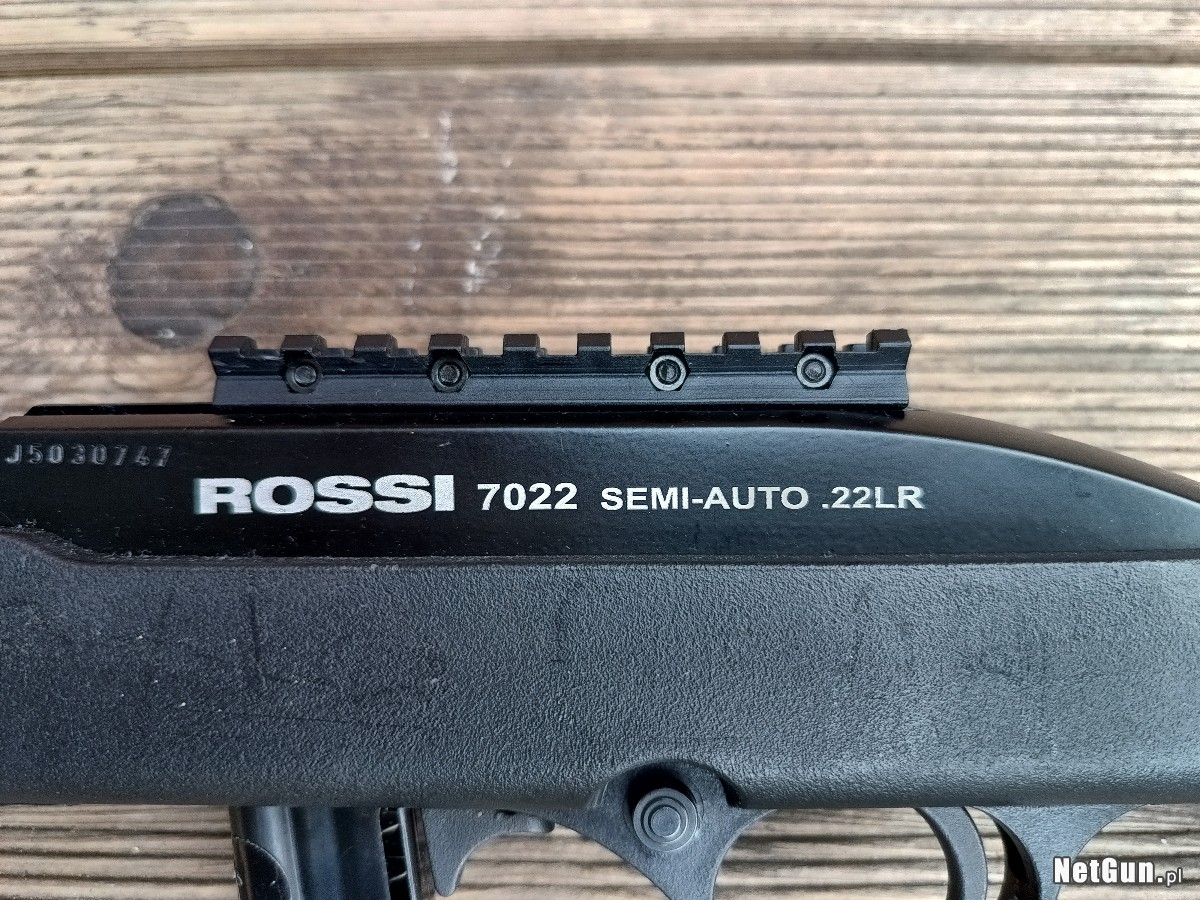 J5030747
ROSSI 7022 SEMI-AUTO .22LR
NetGun.pl